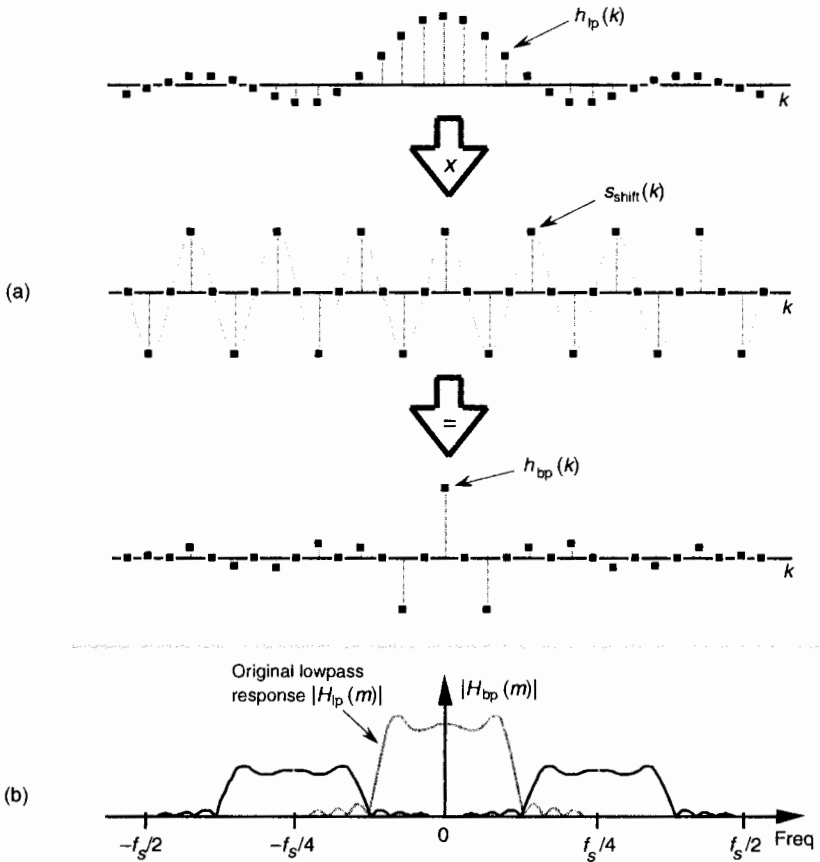 h_lp(k)
k
x
s_shift(k)
(a)
k
=
h_bp(k)
k
Original lowpass
response |H_lp(m)|
|H_bp(m)|
(b)
−f_s/2
−f_s/4
0
f_s/4
f_s/2
Freq